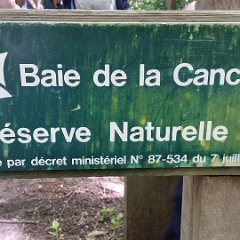 Baie de la Canc
éserve Naturelle
e par décret ministériel N° 87-534 du 7 juill